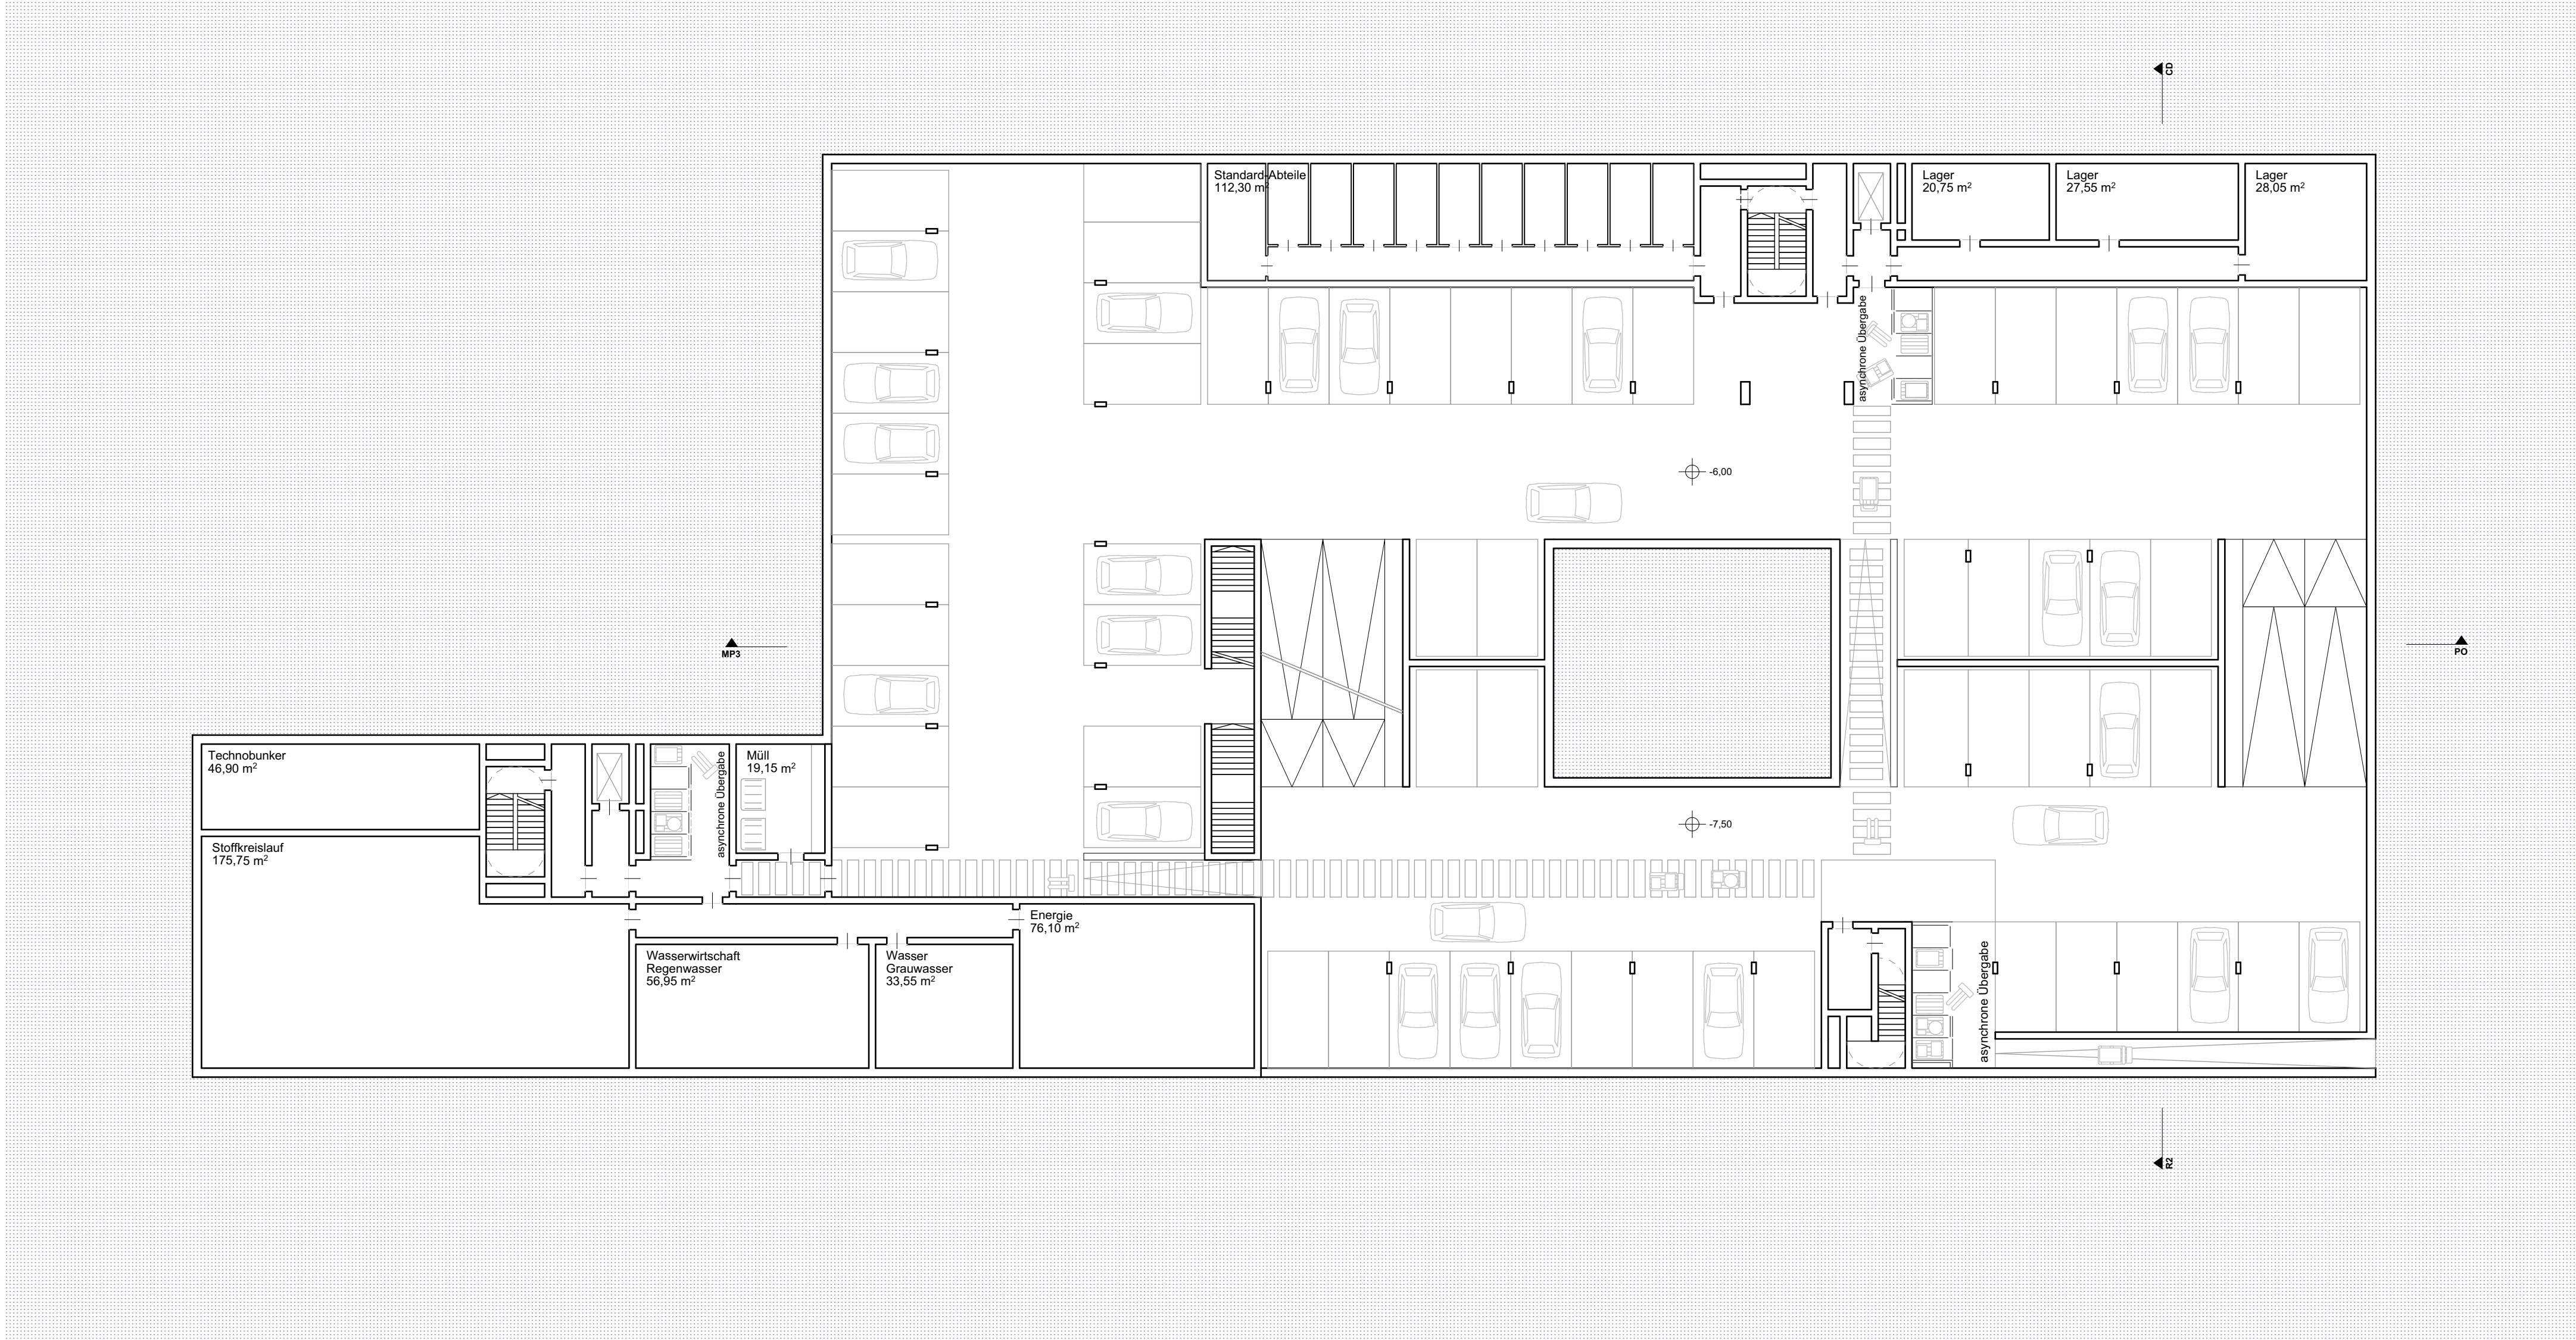 CD
Standard-Abteile
112,30 m²
Lager
20,75 m²
Lager
27,55 m²
Lager
28,05 m²
asynchrone Übergabe
-6,00
MP3
PO
Technobunker
46,90 m²
asynchrone Übergabe
Müll
19,15 m²
-7,50
Stoffkreislauf
175,75 m²
Energie
76,10 m²
Wasserwirtschaft
Regenwasser
56,95 m²
Wasser
Grauwasser
33,55 m²
asynchrone Übergabe
R2